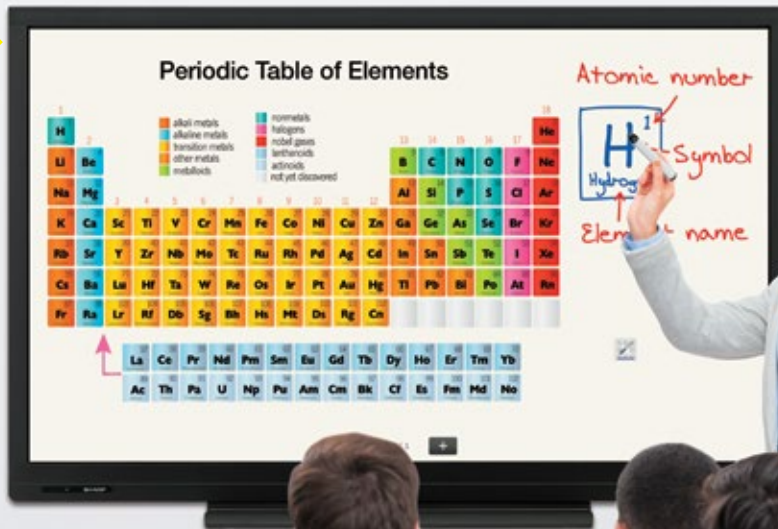 Periodic Table of Elements
Atomic number
1
18
H
2
alkali metals
alkaline metals
transition metals
other metals
metalloids
nonmetals
halogens
nobel gases
lanthenoids
actinoids
not yet discovered
13 14 15 16 17
He
H 1
Symbol
Hydrog
Element name
Li Be B C N O F Ne
Na Mg Al Si P S Cl Ar
3 4 5 6 7 8 9 10 11 12
K Ca Sc Ti V Cr Mn Fe Co Ni Cu Zn Ga Ge As Se Br Kr
Rb Sr Y Zr Nb Mo Tc Ru Rh Pd Ag Cd In Sn Sb Te I Xe
Cs Ba Lu Hf Ta W Re Os Ir Pt Au Hg Tl Pb Bi Po At Rn
Fr Ra Lr Rf Db Sg Bh Hs Mt Ds Rg Cn
La Ce Pr Nd Pm Sm Eu Gd Tb Dy Ho Er Tm Yb
Ac Th Pa U Np Pu Am Cm Bk Cf Es Fm Md No
SHARP